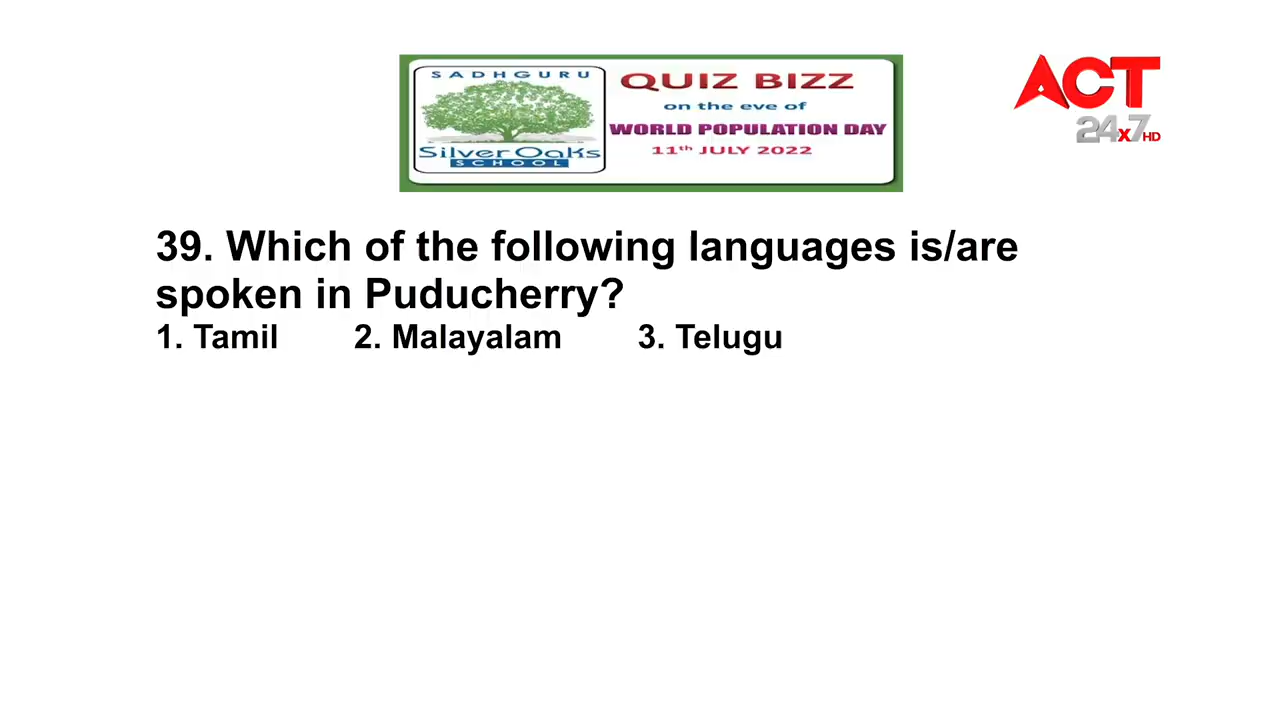 SADHGURU
Silver Oaks
SCHOOL
QUIZ BIZZ
on the eve of
WORLD POPULATION DAY
11th JULY 2022
ACT
24x7 HD
39. Which of the following languages is/are
spoken in Puducherry?
1. Tamil 2. Malayalam 3. Telugu